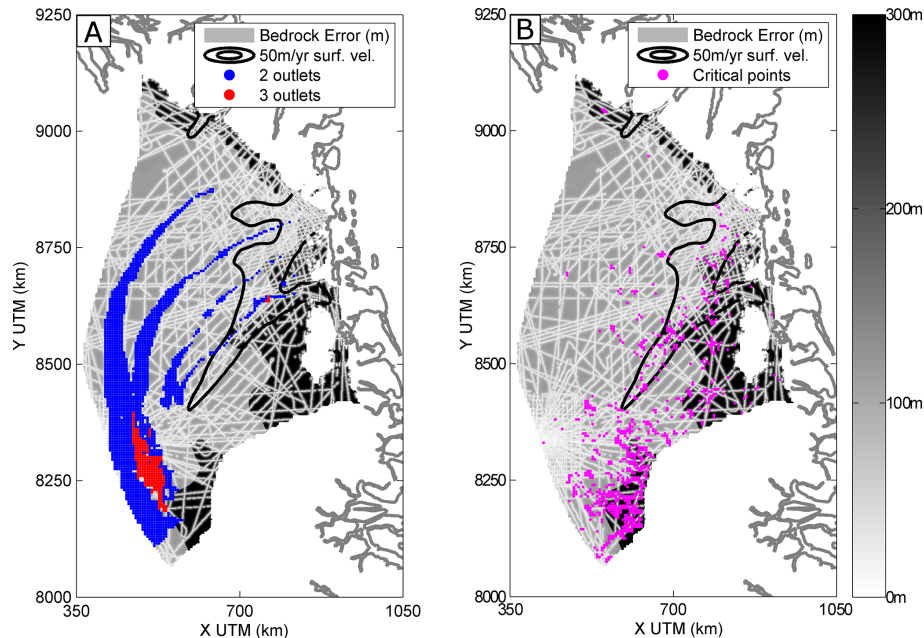 A
Bedrock Error (m)
50m/yr surf. vel.
2 outlets
3 outlets
9250
9000
8750
8500
8250
8000
Y UTM (km)
350
700
1050
X UTM (km)
B
Bedrock Error (m)
50m/yr surf. vel.
Critical points
9250
9000
8750
8500
8250
8000
Y UTM (km)
350
700
1050
X UTM (km)
300m
200m
100m
0m